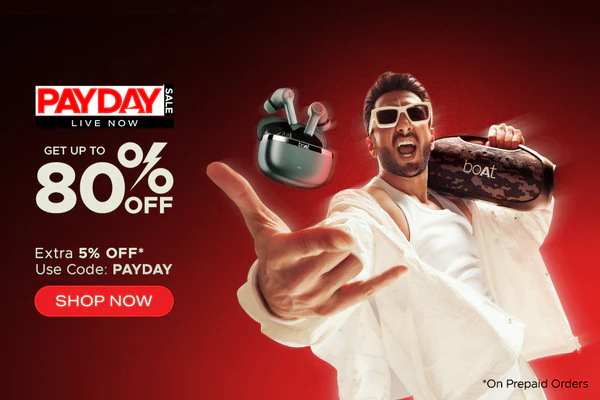 PAYDAY
SALE
LIVE NOW
GET UP TO
80%
OFF
Extra 5% OFF*
Use Code: PAYDAY
SHOP NOW
boAt
boAt
*On Prepaid Orders